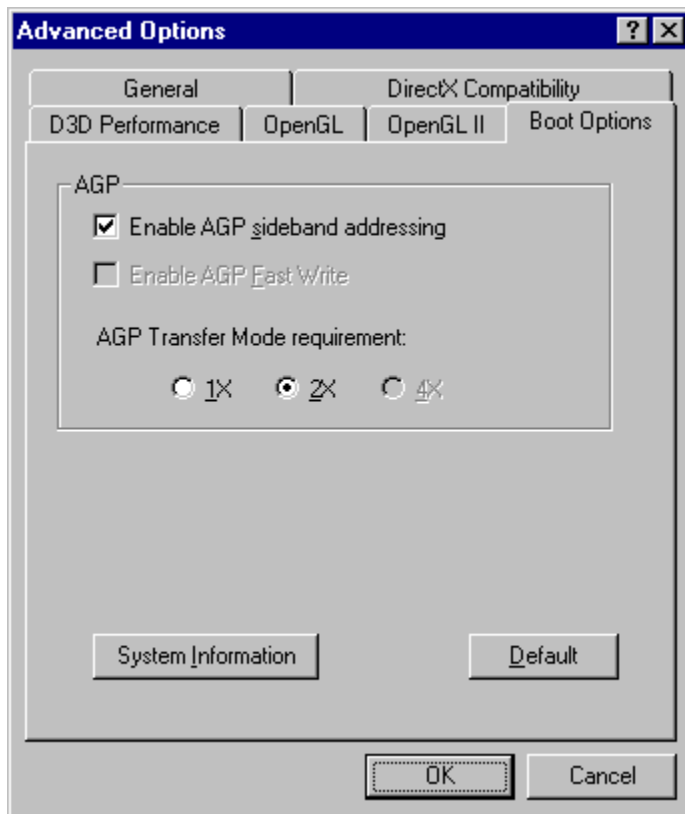 Advanced Options
General DirectX Compatibility
D3D Performance OpenGL OpenGL II Boot Options
AGP
Enable AGP sideband addressing
Enable AGP Fast Write
AGP Transfer Mode requirement:
1X 2X 4X
System Information Default
OK Cancel